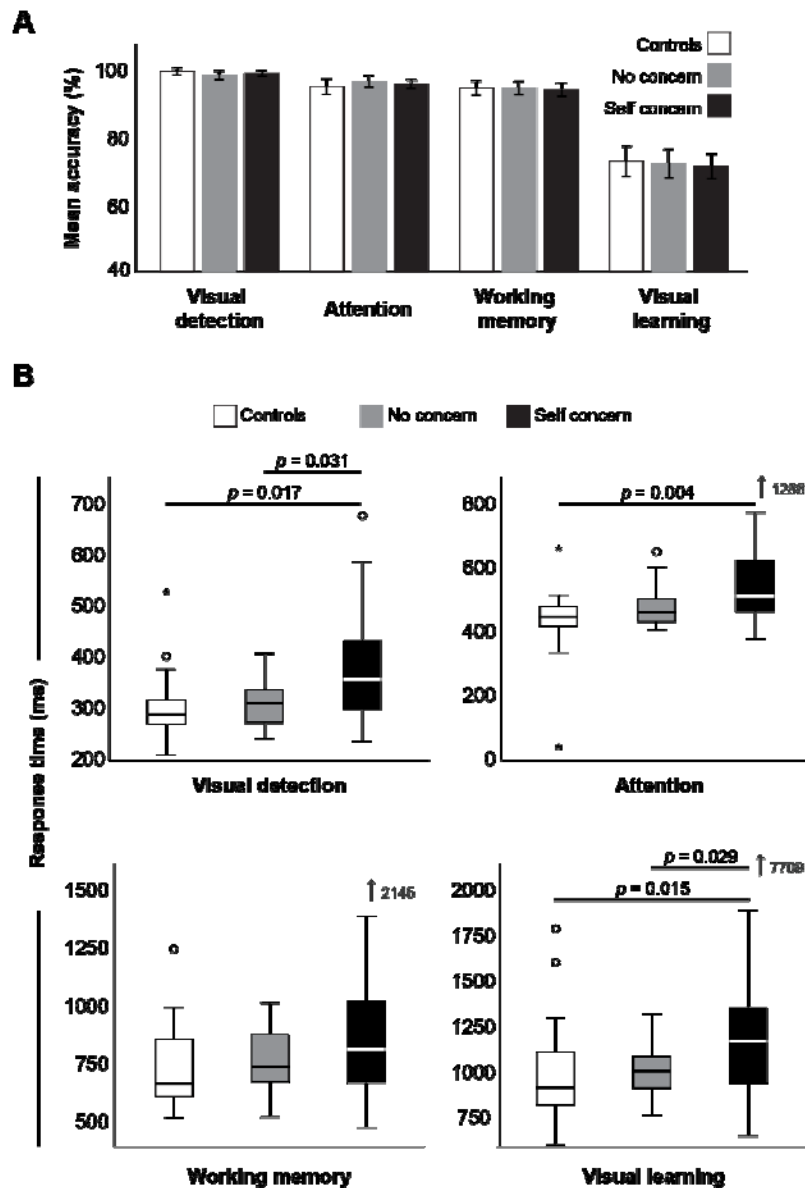 A
Controls
No concern
Self concern
Mean accuracy (%)
100
80
60
40
Visual detection
Attention
Working memory
Visual learning
B
Controls
No concern
Self concern
Response time (ms)
p = 0.031
p = 0.017
700
600
500
400
300
200
Visual detection
p = 0.004
800
600
400
200
0
Attention
2145
1500
1250
1000
750
500
Working memory
p = 0.029
p = 0.015
2000
1750
1500
1250
1000
750
Visual learning